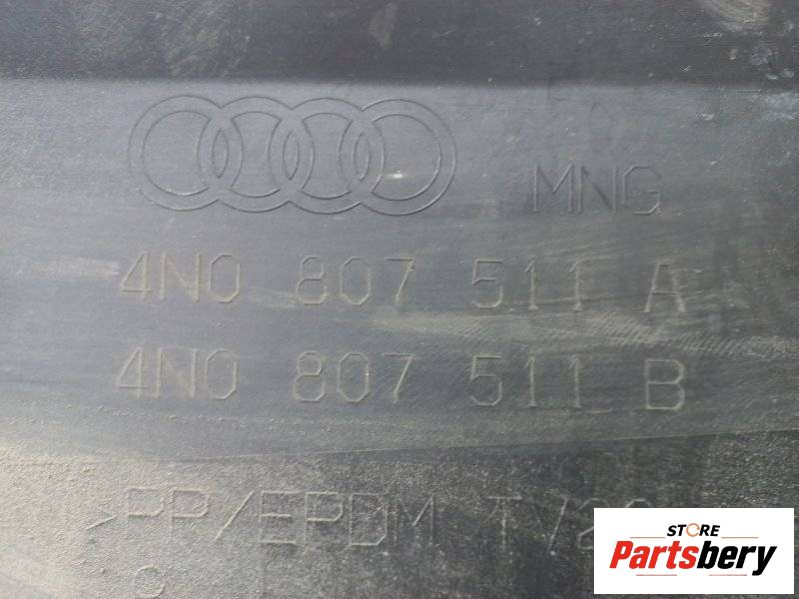 MNG
4N0 807 511 A
4N0 807 511 B
>PP/EPDM
STORE
Partsbery